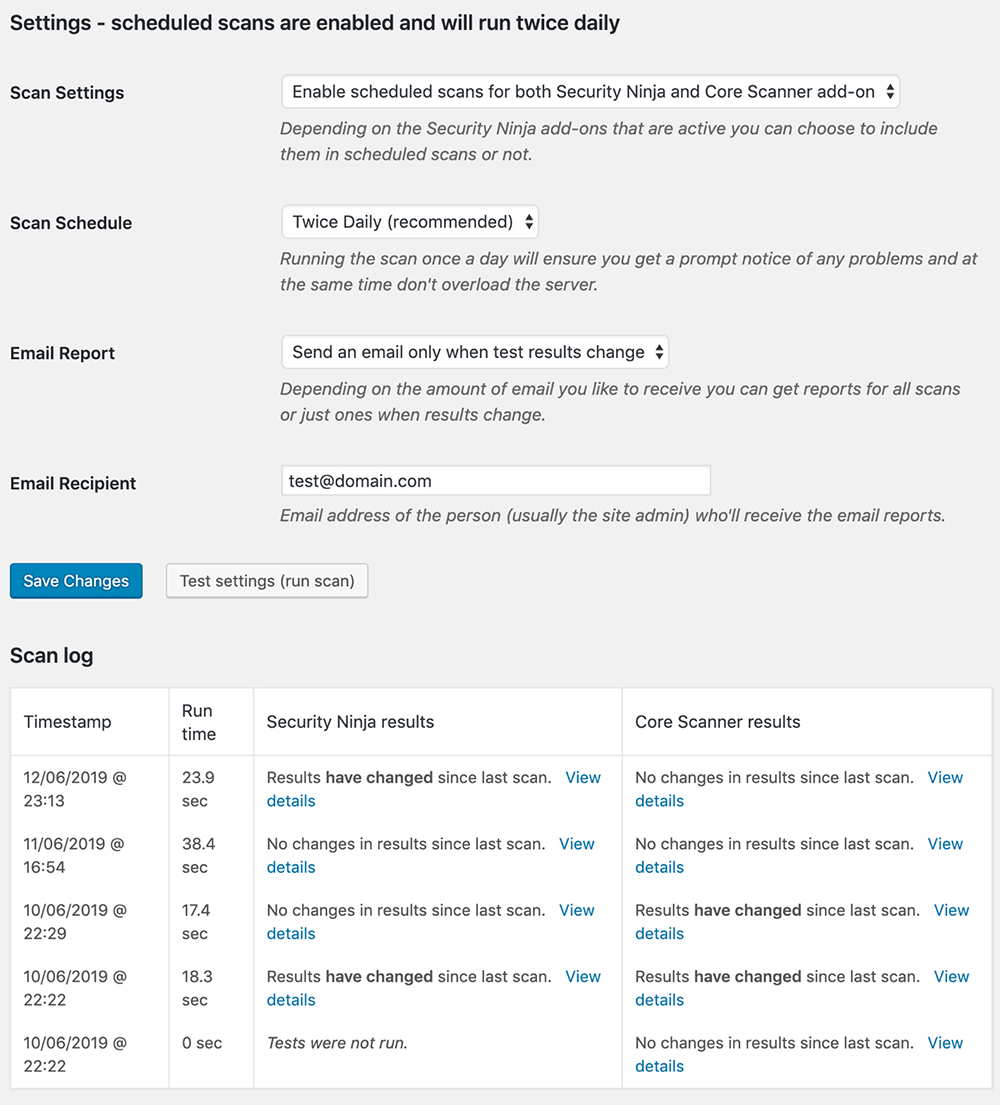 Settings - scheduled scans are enabled and will run twice daily
Scan Settings
Enable scheduled scans for both Security Ninja and Core Scanner add-on
Depending on the Security Ninja add-ons that are active you can choose to include
them in scheduled scans or not.
Scan Schedule
Twice Daily (recommended)
Running the scan once a day will ensure you get a prompt notice of any problems and at
the same time don't overload the server.
Email Report
Send an email only when test results change
Depending on the amount of email you like to receive you can get reports for all scans
or just ones when results change.
Email Recipient
test@domain.com
Email address of the person (usually the site admin) who'll receive the email reports.
Save Changes
Test settings (run scan)
Scan log
Timestamp
Run
time
Security Ninja results
Core Scanner results
12/06/2019 @
23:13
23.9
sec
Results have changed since last scan. View
details
No changes in results since last scan. View
details
11/06/2019 @
16:54
38.4
sec
No changes in results since last scan. View
details
No changes in results since last scan. View
details
10/06/2019 @
22:29
17.4
sec
No changes in results since last scan. View
details
Results have changed since last scan. View
details
10/06/2019 @
22:22
18.3
sec
Results have changed since last scan. View
details
Results have changed since last scan. View
details
10/06/2019 @
22:22
0 sec
Tests were not run.
No changes in results since last scan. View
details